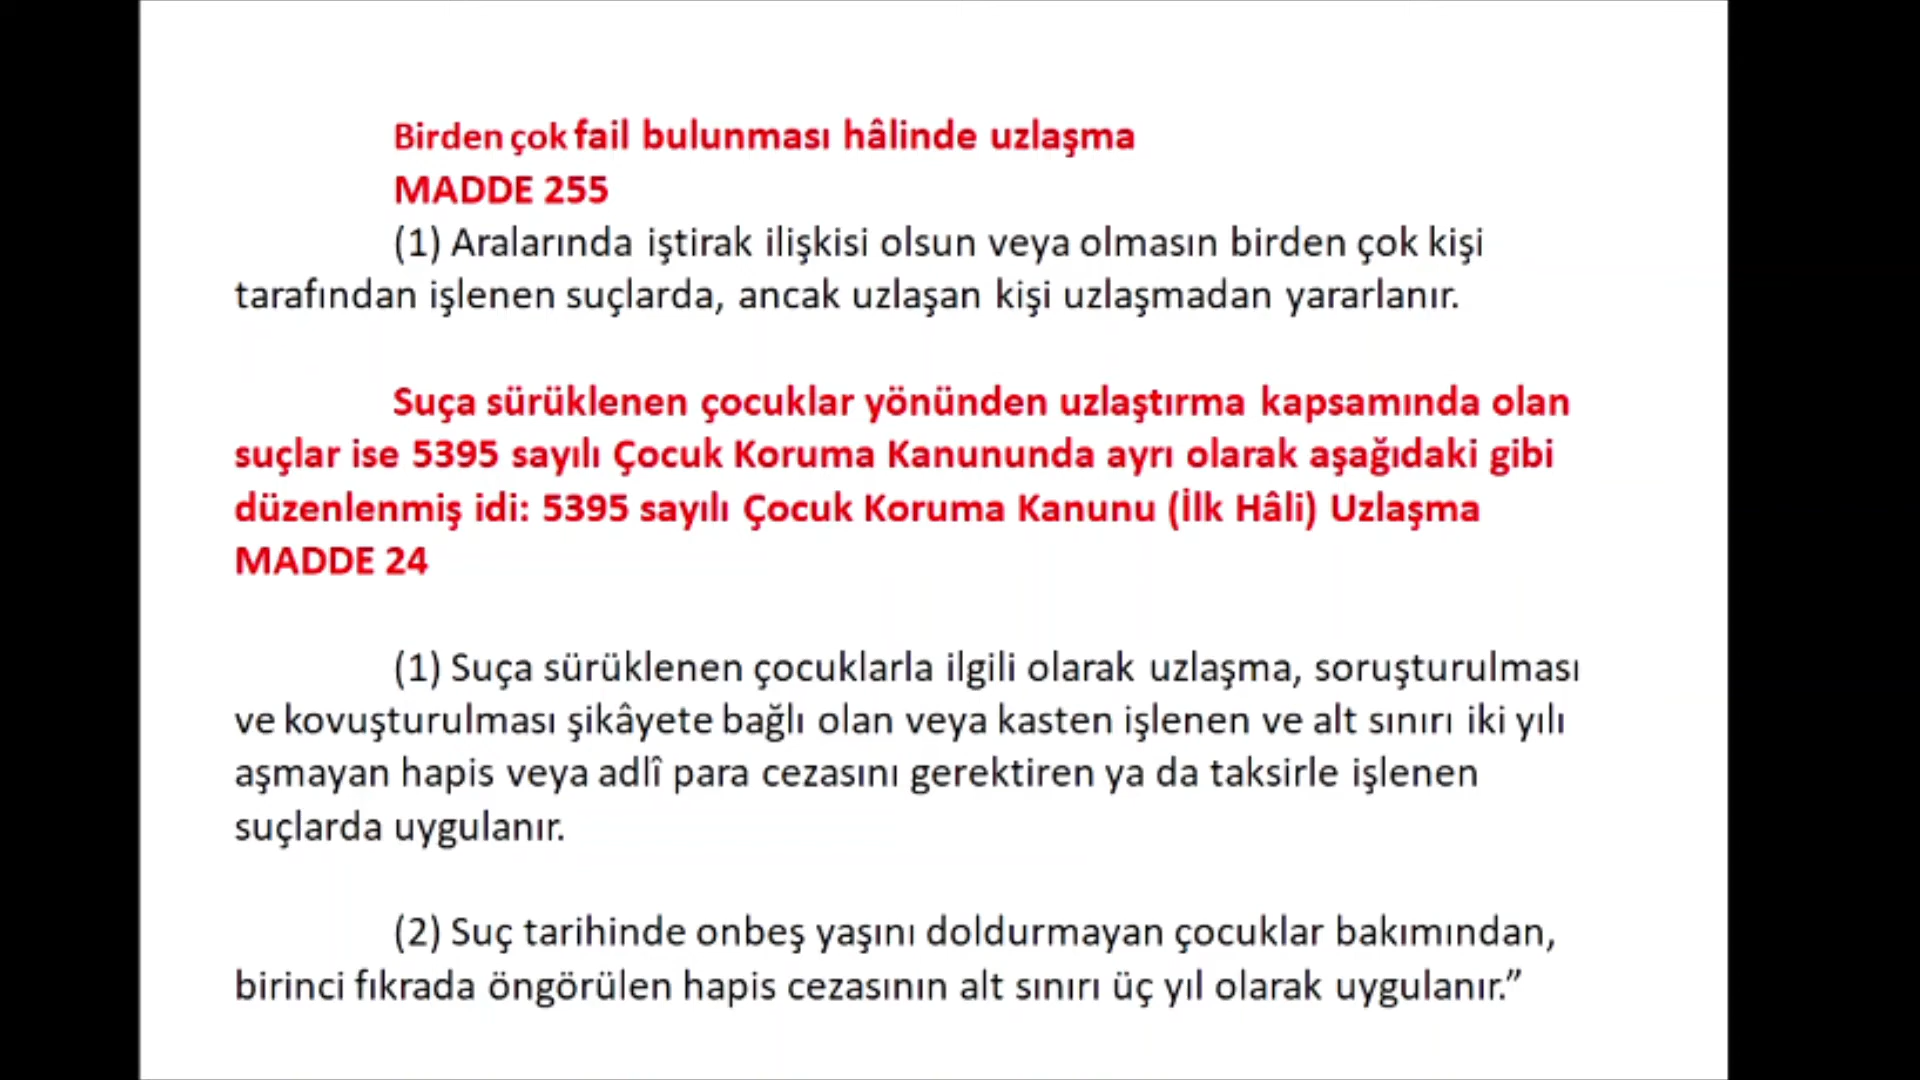 Birden çok fail bulunması hâlinde uzlaşma
MADDE 255
(1) Aralarında iştirak ilişkisi olsun veya olmasın birden çok kişi
tarafından işlenen suçlarda, ancak uzlaşan kişi uzlaşmadan yararlanır.
Suça sürüklenen çocuklar yönünden uzlaştırma kapsamında olan
suçlar ise 5395 sayılı Çocuk Koruma Kanununda ayrı olarak aşağıdaki gibi
düzenlenmiş idi: 5395 sayılı Çocuk Koruma Kanunu (İlk Hâli) Uzlaşma
MADDE 24
(1) Suça sürüklenen çocuklarla ilgili olarak uzlaşma, soruşturulması
ve kovuşturulması şikâyete bağlı olan veya kasten işlenen ve alt sınırı iki yılı
aşmayan hapis veya adlî para cezasını gerektiren ya da taksirle işlenen
suçlarda uygulanır.
(2) Suç tarihinde onbeş yaşını doldurmayan çocuklar bakımından,
birinci fıkrada öngörülen hapis cezasının alt sınırı üç yıl olarak uygulanır.”